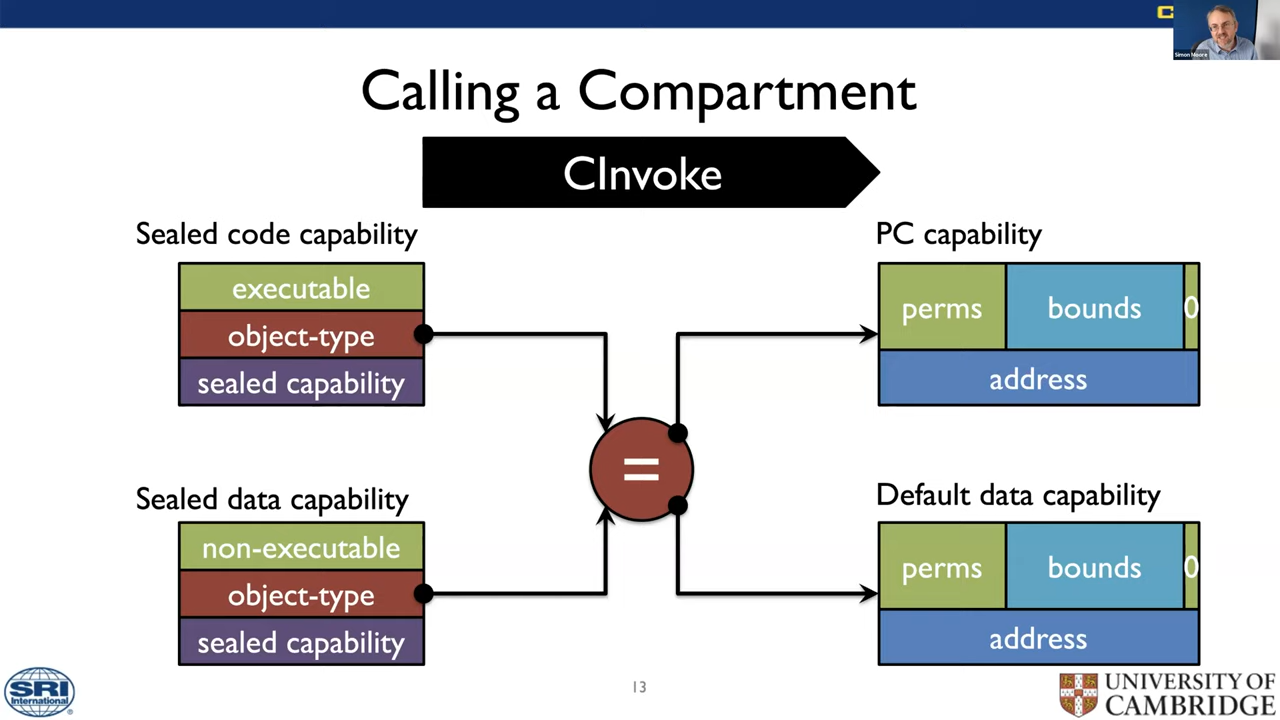 C
Simon Moore
Calling a Compartment
CInvoke
Sealed code capability
executable
object-type
sealed capability
PC capability
perms
bounds
0
address
=
Sealed data capability
non-executable
object-type
sealed capability
Default data capability
perms
bounds
0
address
SRI
International
13
UNIVERSITY OF
CAMBRIDGE